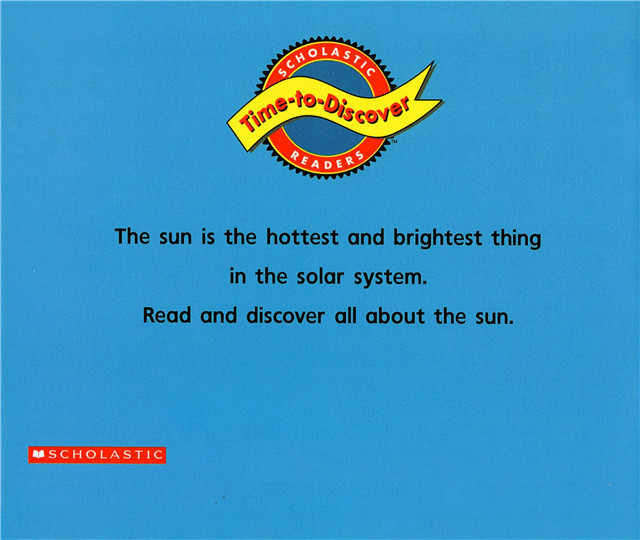 SCHOLASTIC
Time-to-Discover
READERS
TM
The sun is the hottest and brightest thing
in the solar system.
Read and discover all about the sun.
SCHOLASTIC